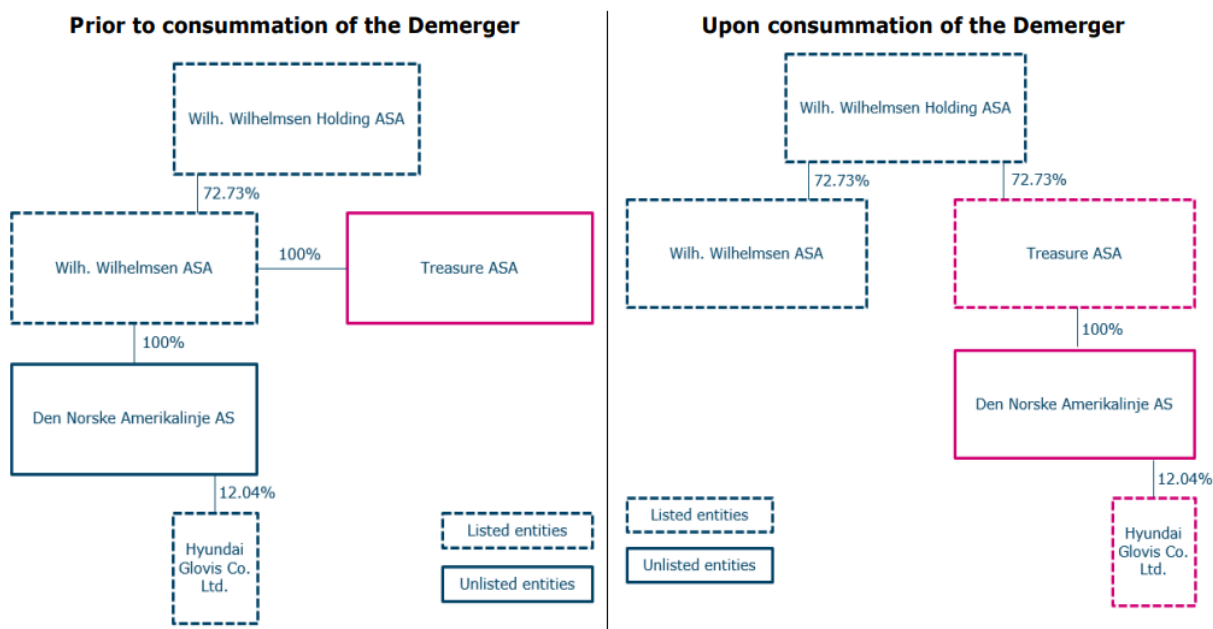 Prior to consummation of the Demerger
Wilh. Wilhelmsen Holding ASA
72.73%
Wilh. Wilhelmsen ASA
100%
Treasure ASA
100%
Den Norske Amerikalinje AS
12.04%
Hyundai
Glovis Co.
Ltd.
Listed entities
Unlisted entities
Upon consummation of the Demerger
Wilh. Wilhelmsen Holding ASA
72.73%
72.73%
Wilh. Wilhelmsen ASA
Treasure ASA
100%
Den Norske Amerikalinje AS
12.04%
Hyundai
Glovis Co.
Ltd.
Listed entities
Unlisted entities